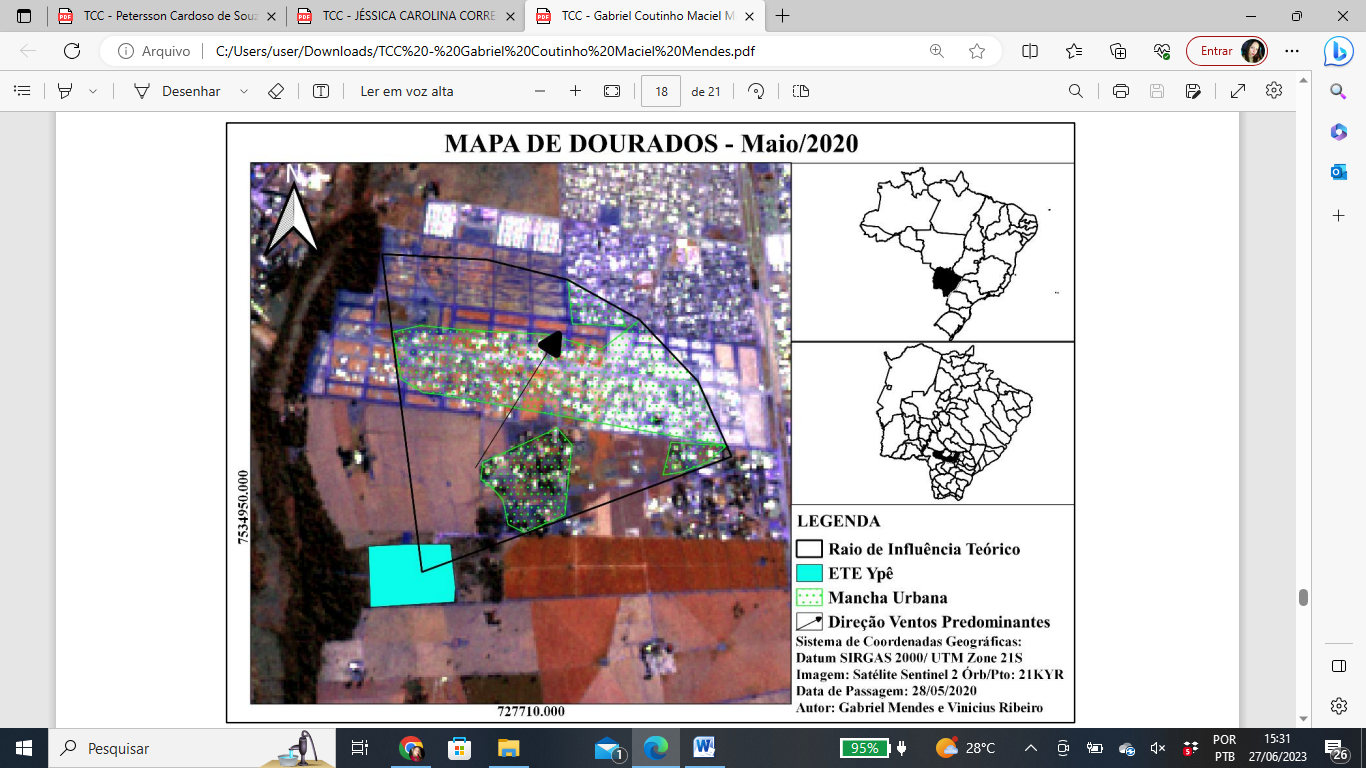 TCC - Petersson Cardoso de Souz
TCC - JÉSSICA CAROLINA CORRE
TCC - Gabriel Coutinho Maciel M
Arquivo
C:/Users/user/Downloads/TCC%20-%20Gabriel%20Coutinho%20Maciel%20Mendes.pdf
Entrar
Desenhar
Ler em voz alta
18
de 21
MAPA DE DOURADOS - Maio/2020
N
7534950.000
727710.000
LEGENDA
Raio de Influência Teórico
ETE Ypê
Mancha Urbana
Direção Ventos Predominantes
Sistema de Coordenadas Geográficas:
Datum SIRGAS 2000/ UTM Zone 21S
Imagem: Satélite Sentinel 2 Órb/Pto: 21KYR
Data de Passagem: 28/05/2020
Autor: Gabriel Mendes e Vinicius Ribeiro
Pesquisar
1
95%
28°C
POR
PTB
15:31
27/06/2023
26